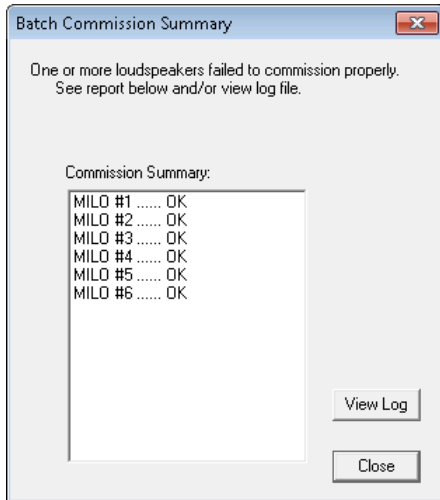 Batch Commission Summary
One or more loudspeakers failed to commission properly.
See report below and/or view log file.
Commission Summary:
MILO #1 ...... OK
MILO #2 ...... OK
MILO #3 ...... OK
MILO #4 ...... OK
MILO #5 ...... OK
MILO #6 ...... OK
View Log
Close